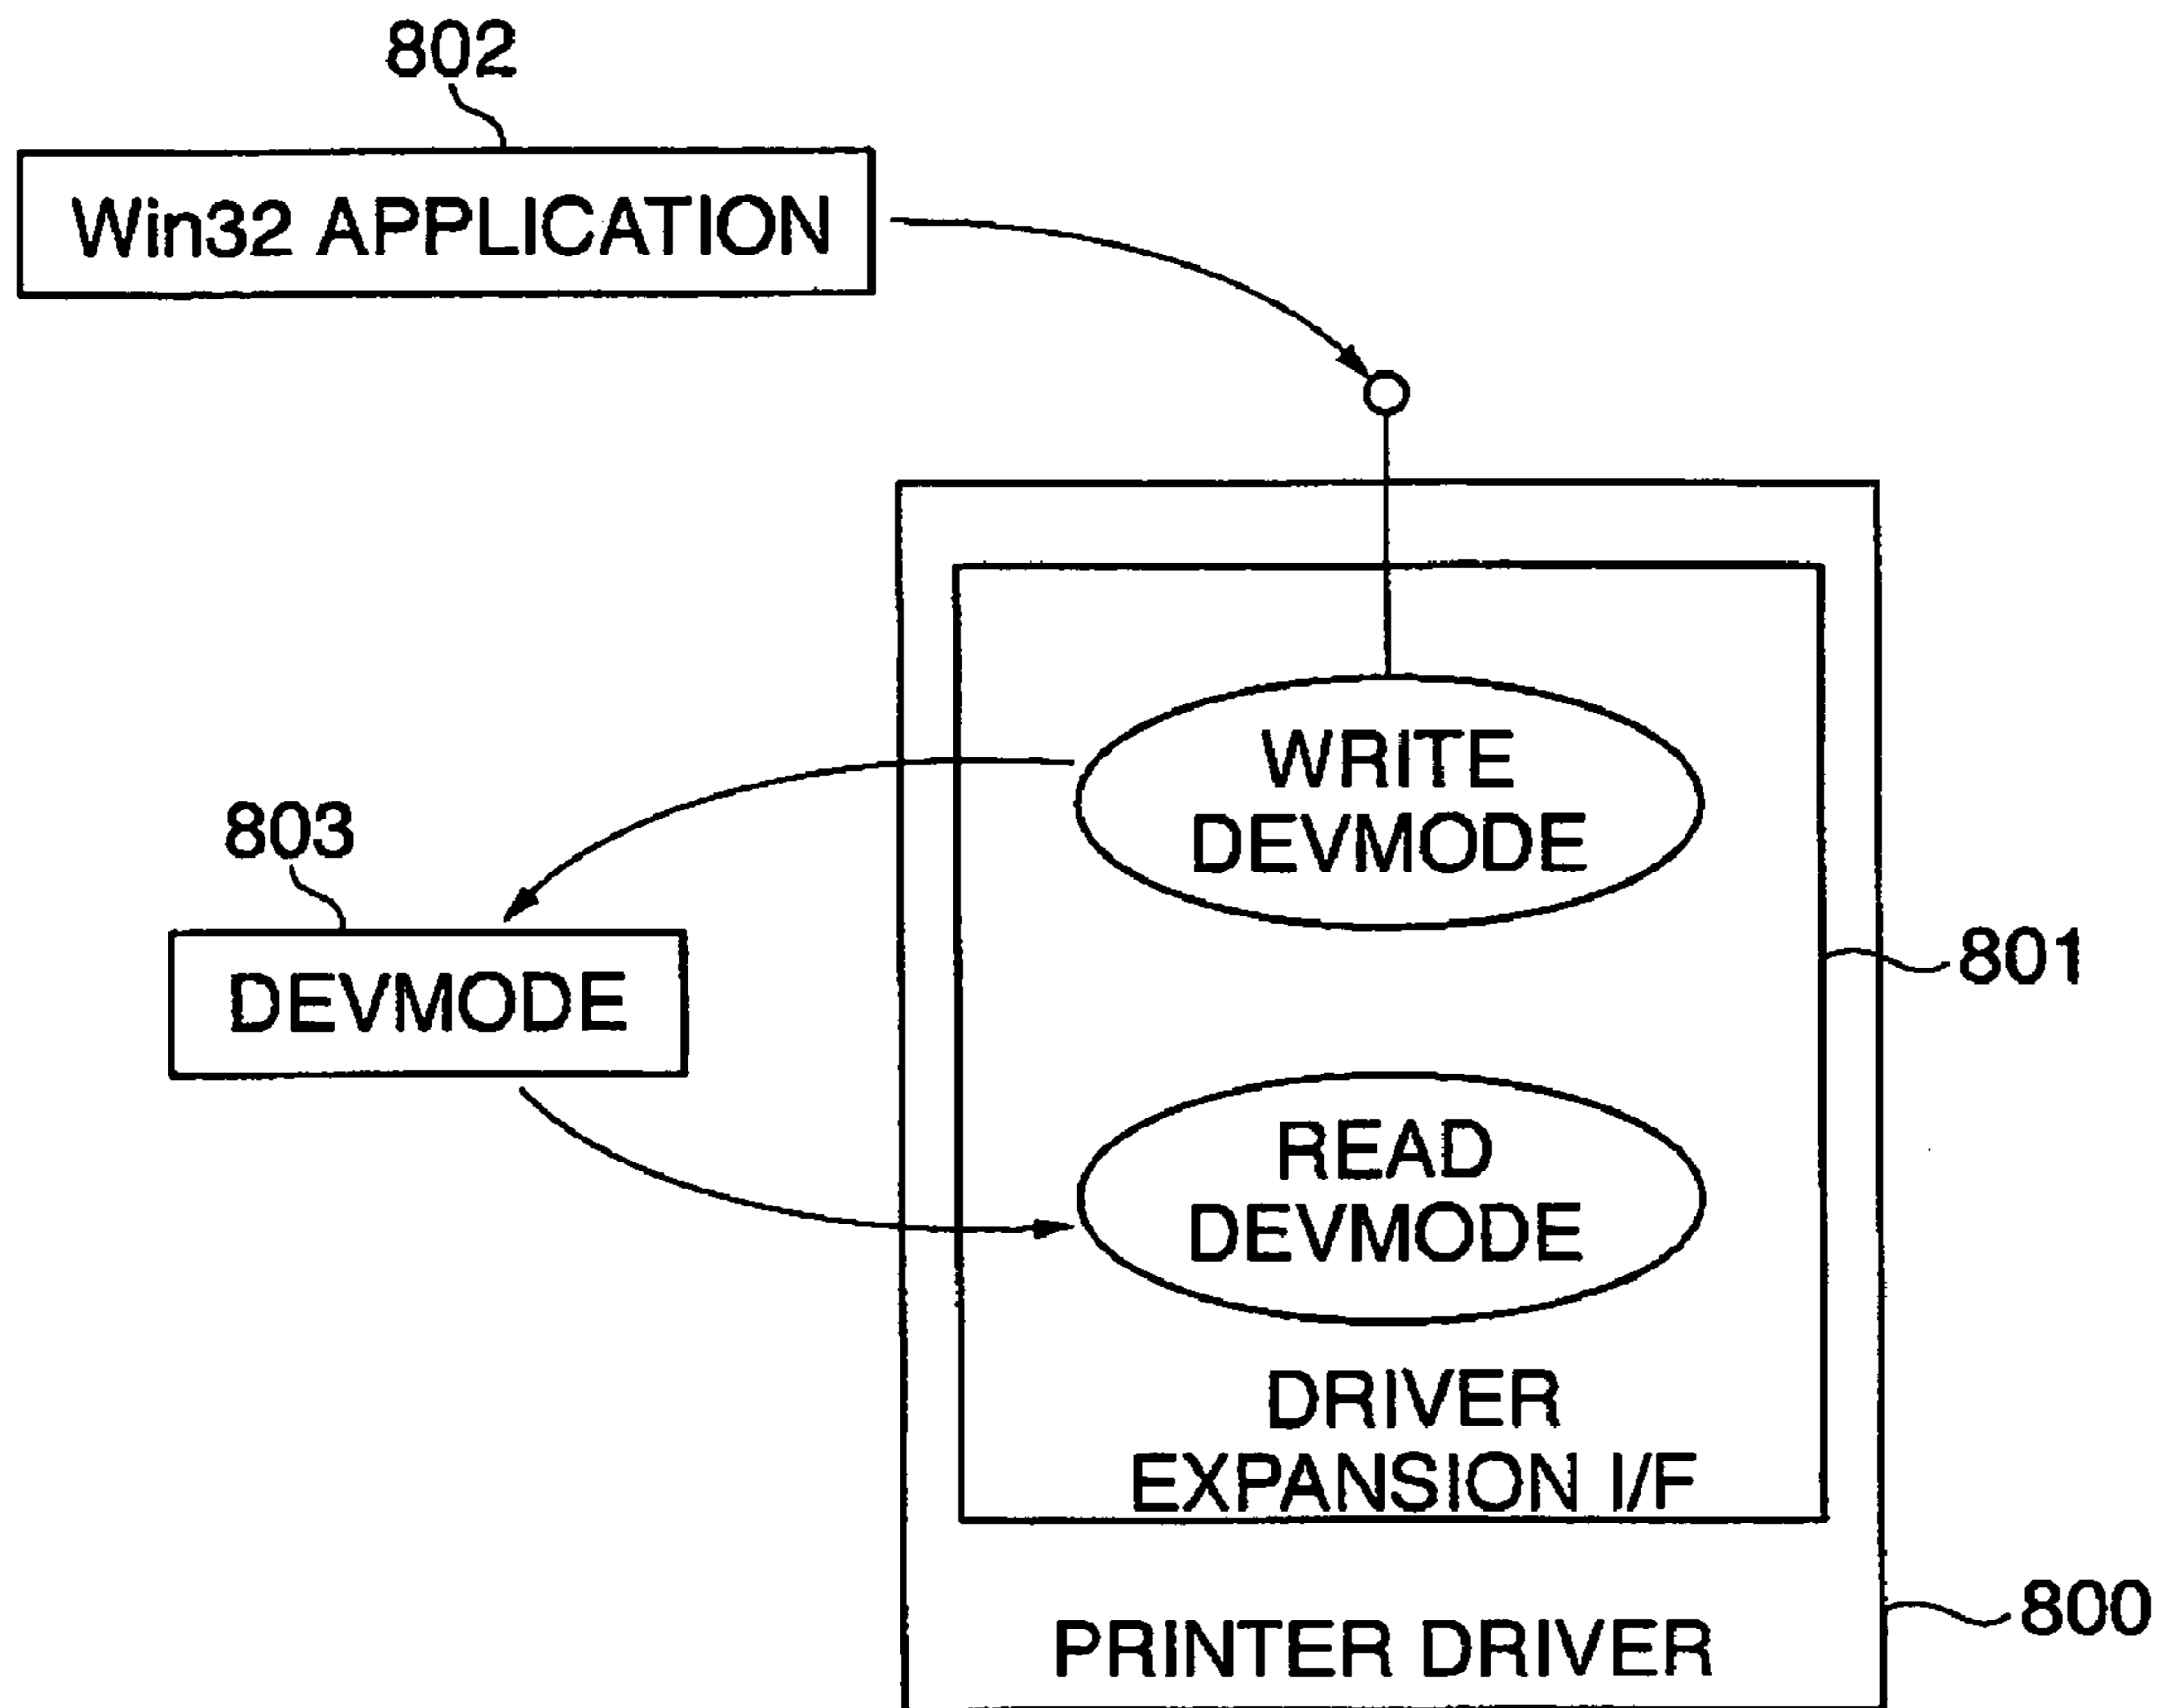 802
Win32 APPLICATION
WRITE
DEVMODE
803
DEVMODE
801
READ
DEVMODE
DRIVER
EXPANSION I/F
800
PRINTER DRIVER